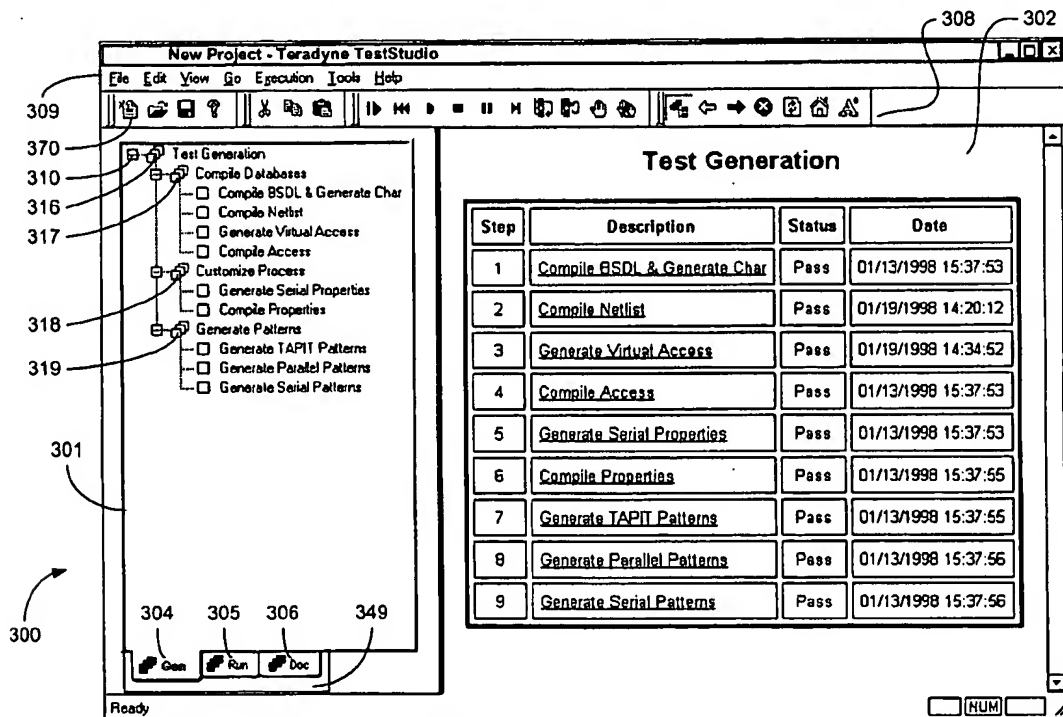 308 302
New Project - Teradyne TestStudio
File Edit View Go Execution Tools Help
309
370
310
316
317
318
319
301
300
Test Generation
Compile Databases
Compile BSDL & Generate Char
Compile Netlist
Generate Virtual Access
Compile Access
Customize Process
Generate Serial Properties
Compile Properties
Generate Patterns
Generate TAPIT Patterns
Generate Parallel Patterns
Generate Serial Patterns
304 305 306 349
Gen Run Doc
Test Generation
Step Description Status Date
1 Compile BSDL & Generate Char Pass 01/13/1998 15:37:53
2 Compile Netlist Pass 01/19/1998 14:20:12
3 Generate Virtual Access Pass 01/19/1998 14:34:52
4 Compile Access Pass 01/13/1998 15:37:53
5 Generate Serial Properties Pass 01/13/1998 15:37:53
6 Compile Properties Pass 01/13/1998 15:37:55
7 Generate TAPIT Patterns Pass 01/13/1998 15:37:55
8 Generate Parallel Patterns Pass 01/13/1998 15:37:56
9 Generate Serial Patterns Pass 01/13/1998 15:37:56
Ready NUM